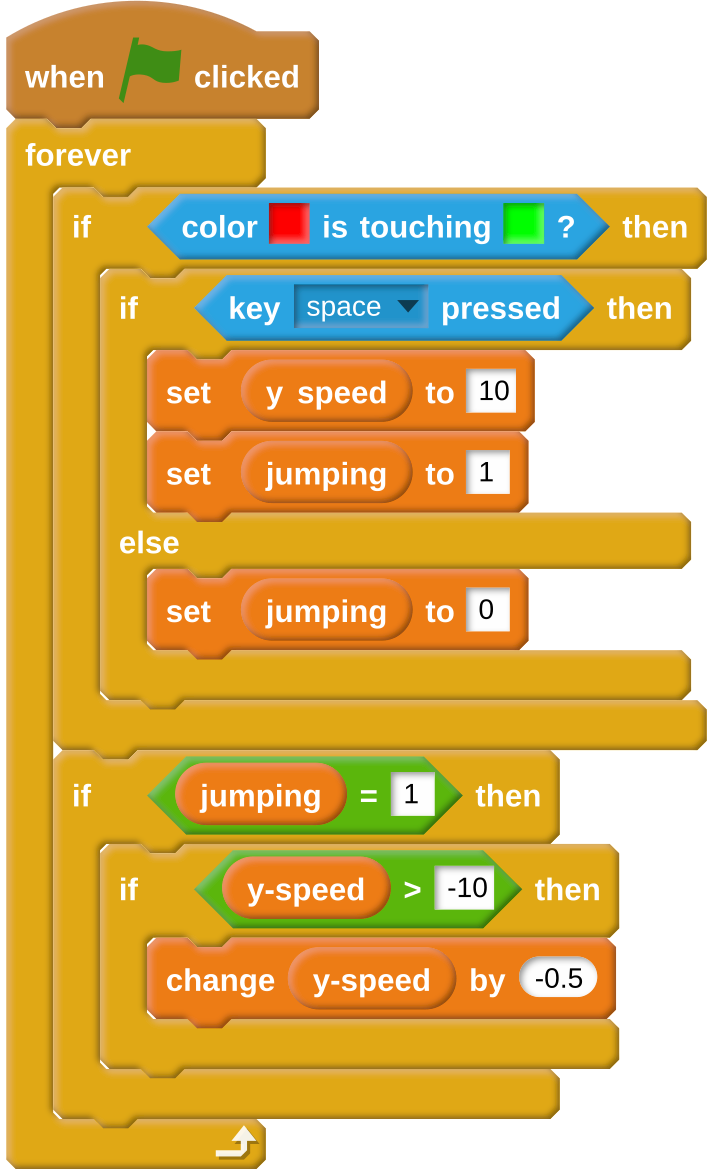 when clicked
forever
if color is touching ? then
if key space pressed then
set y speed to 10
set jumping to 1
else
set jumping to 0
if jumping = 1 then
if y-speed > -10 then
change y-speed by -0.5